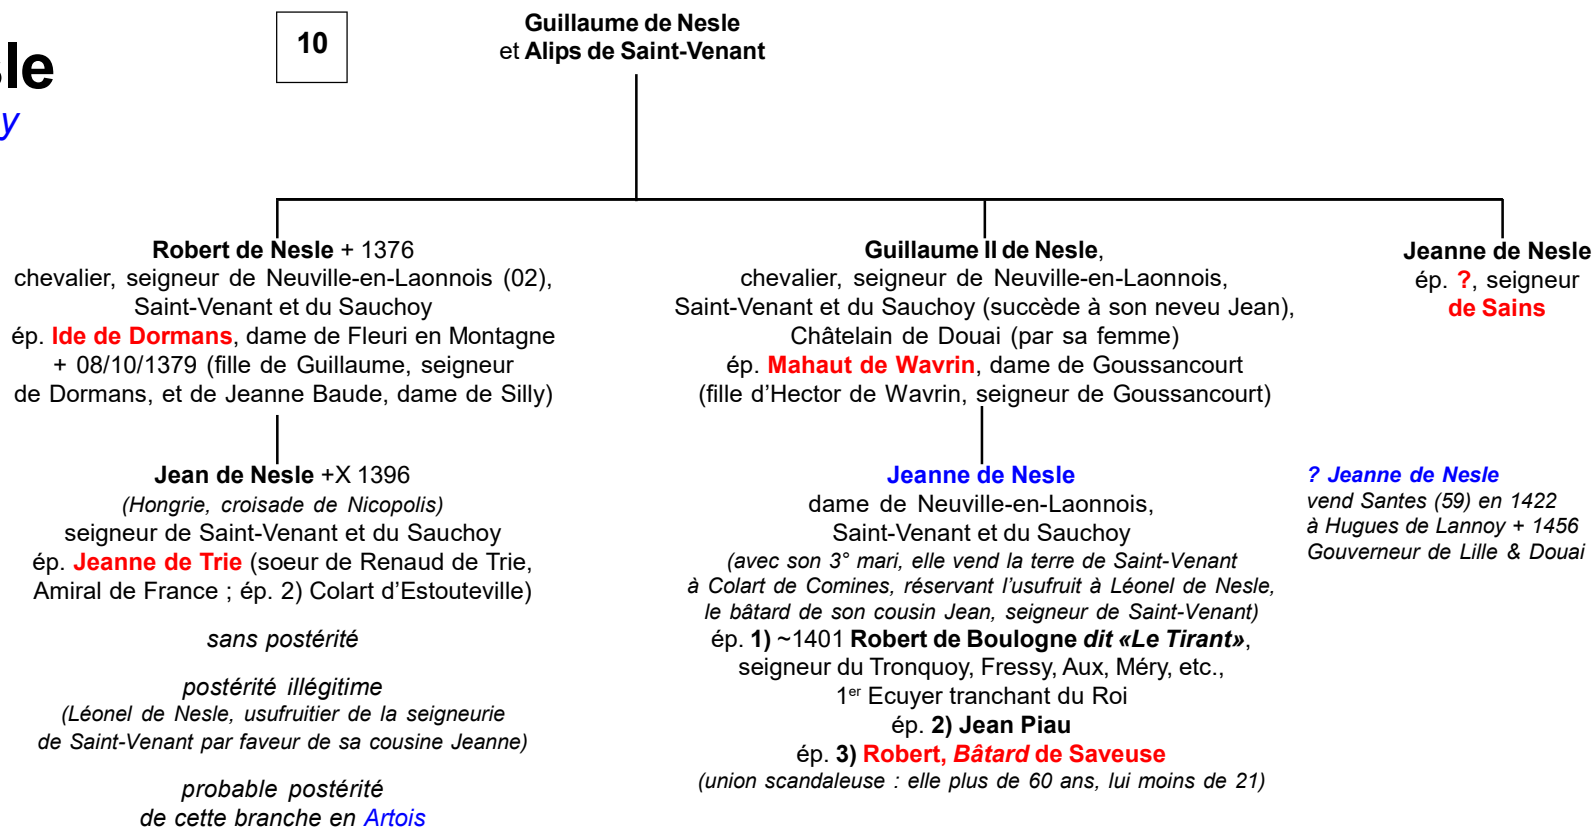 10
Guillaume de Nesle
et Alips de Saint-Venant
Robert de Nesle + 1376
chevalier, seigneur de Neuville-en-Laonnois (02),
Saint-Venant et du Sauchoy
ép. Ide de Dormans, dame de Fleuri en Montagne
+ 08/10/1379 (fille de Guillaume, seigneur
de Dormans, et de Jeanne Baude, dame de Silly)
Jean de Nesle +X 1396
(Hongrie, croisade de Nicopolis)
seigneur de Saint-Venant et du Sauchoy
ép. Jeanne de Trie (soeur de Renaud de Trie,
Amiral de France ; ép. 2) Colart d'Estouteville)
sans postérité
postérité illégitime
(Léonel de Nesle, usufruitier de la seigneurie
de Saint-Venant par faveur de sa cousine Jeanne)
probable postérité
de cette branche en Artois
Guillaume II de Nesle,
chevalier, seigneur de Neuville-en-Laonnois,
Saint-Venant et du Sauchoy (succède à son neveu Jean),
Châtelain de Douai (par sa femme)
ép. Mahaut de Wavrin, dame de Goussancourt
(fille d'Hector de Wavrin, seigneur de Goussancourt)
Jeanne de Nesle
dame de Neuville-en-Laonnois,
Saint-Venant et du Sauchoy
(avec son 3° mari, elle vend la terre de Saint-Venant
à Colart de Comines, réservant l'usufruit à Léonel de Nesle,
le bâtard de son cousin Jean, seigneur de Saint-Venant)
ép. 1) ~1401 Robert de Boulogne dit «Le Tirant»,
seigneur du Tronquoy, Fressy, Aux, Méry, etc.,
1er Ecuyer tranchant du Roi
ép. 2) Jean Piau
ép. 3) Robert, Bâtard de Saveuse
(union scandaleuse : elle plus de 60 ans, lui moins de 21)
Jeanne de Nesle
ép. ?, seigneur
de Sains
? Jeanne de Nesle
vend Santes (59) en 1422
à Hugues de Lannoy + 1456
Gouverneur de Lille & Douai